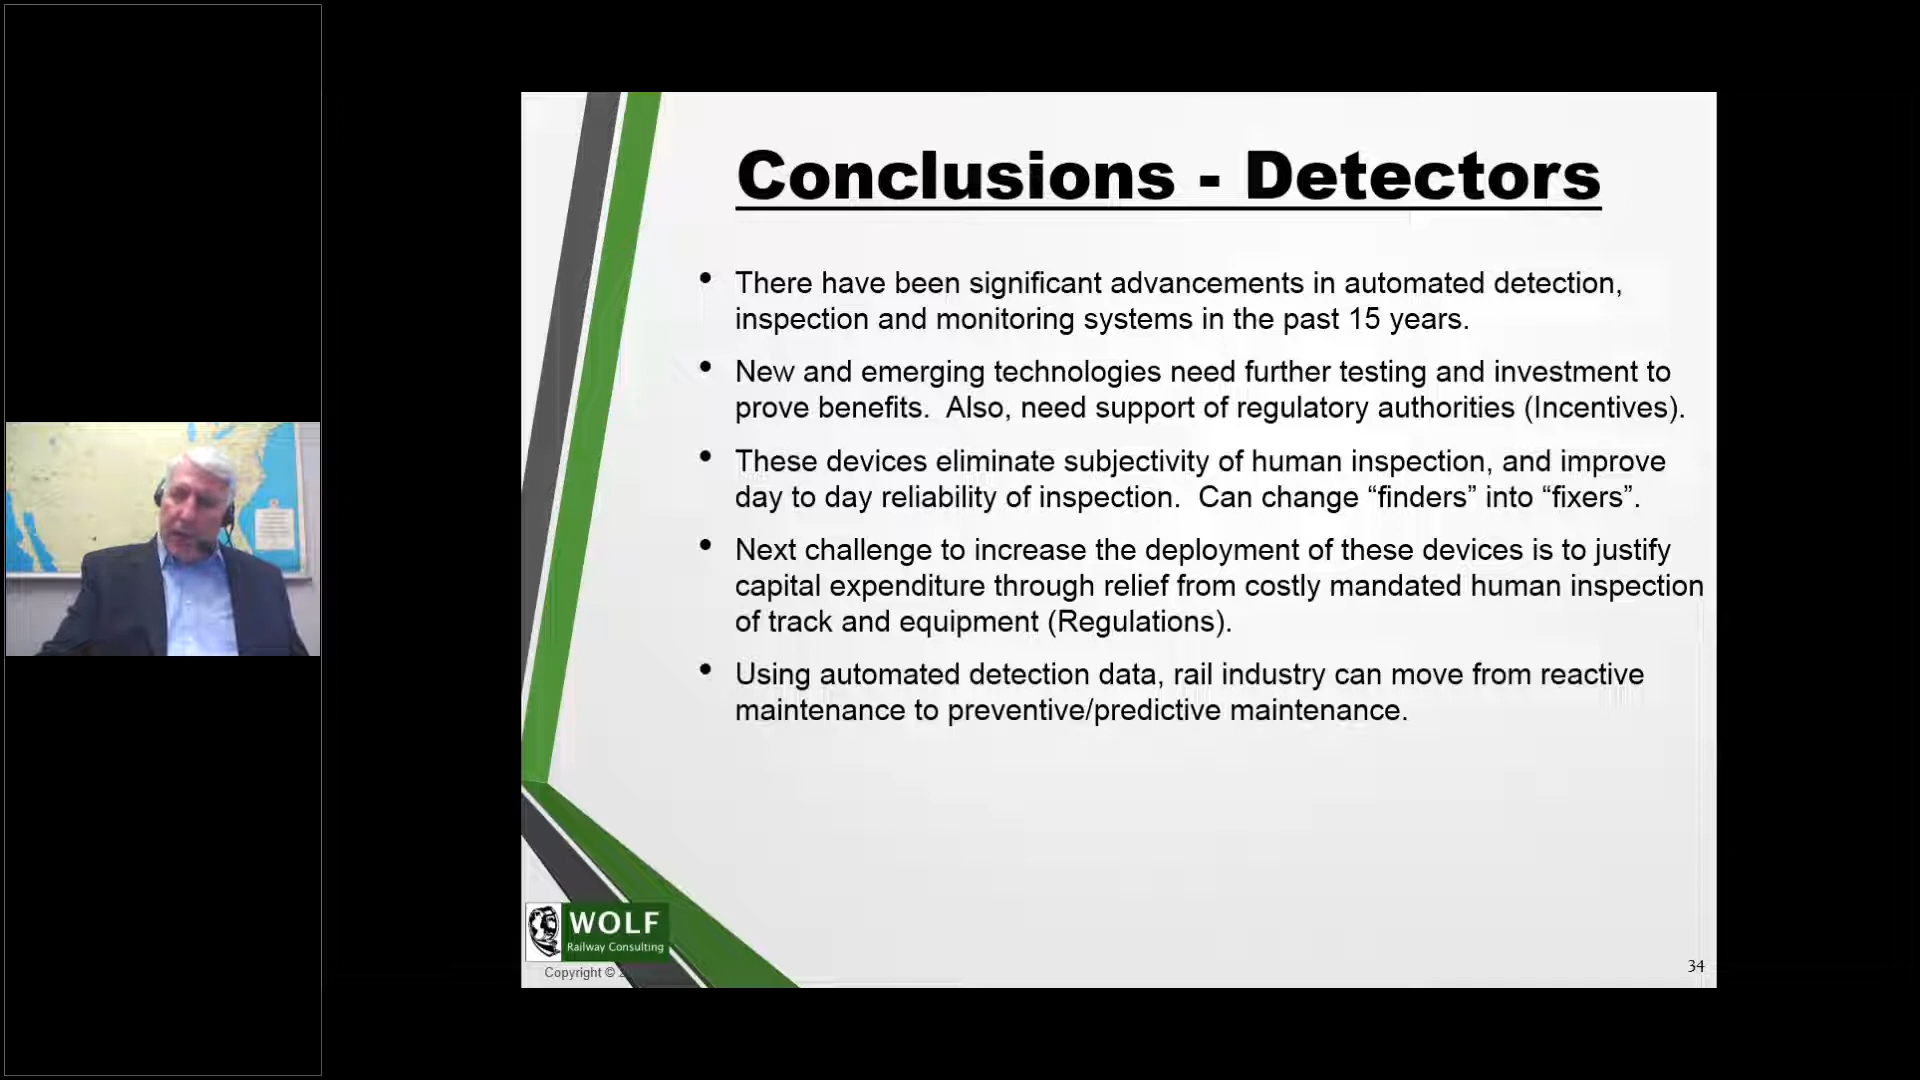 Conclusions - Detectors
• There have been significant advancements in automated detection,
inspection and monitoring systems in the past 15 years.
• New and emerging technologies need further testing and investment to
prove benefits.  Also, need support of regulatory authorities (Incentives).
• These devices eliminate subjectivity of human inspection, and improve
day to day reliability of inspection.  Can change “finders” into “fixers”.
• Next challenge to increase the deployment of these devices is to justify
capital expenditure through relief from costly mandated human inspection
of track and equipment (Regulations).
• Using automated detection data, rail industry can move from reactive
maintenance to preventive/predictive maintenance.
WOLF
Railway Consulting
Copyright ©
34